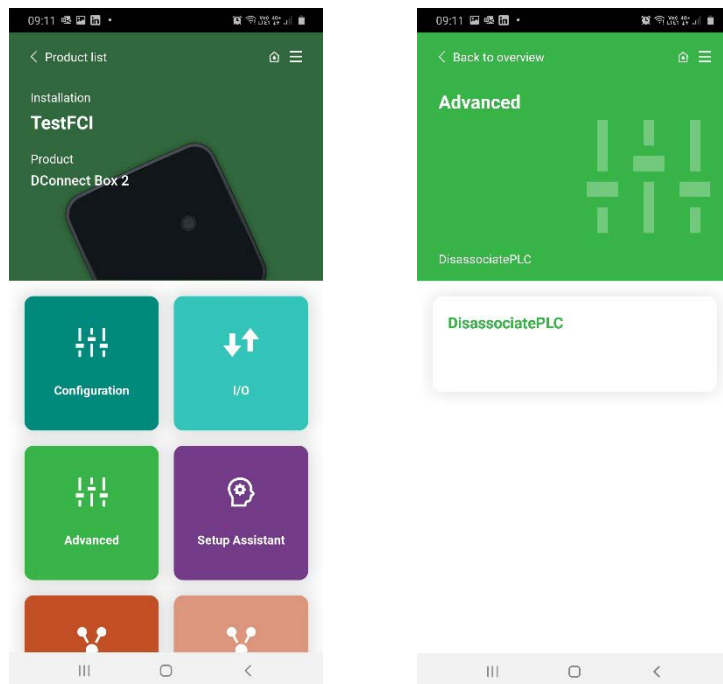 09:11
Product list
Installation
TestFCI
Product
DConnect Box 2
Configuration
I/O
Advanced
Setup Assistant
09:11
Back to overview
Advanced
DisassociatePLC
DisassociatePLC